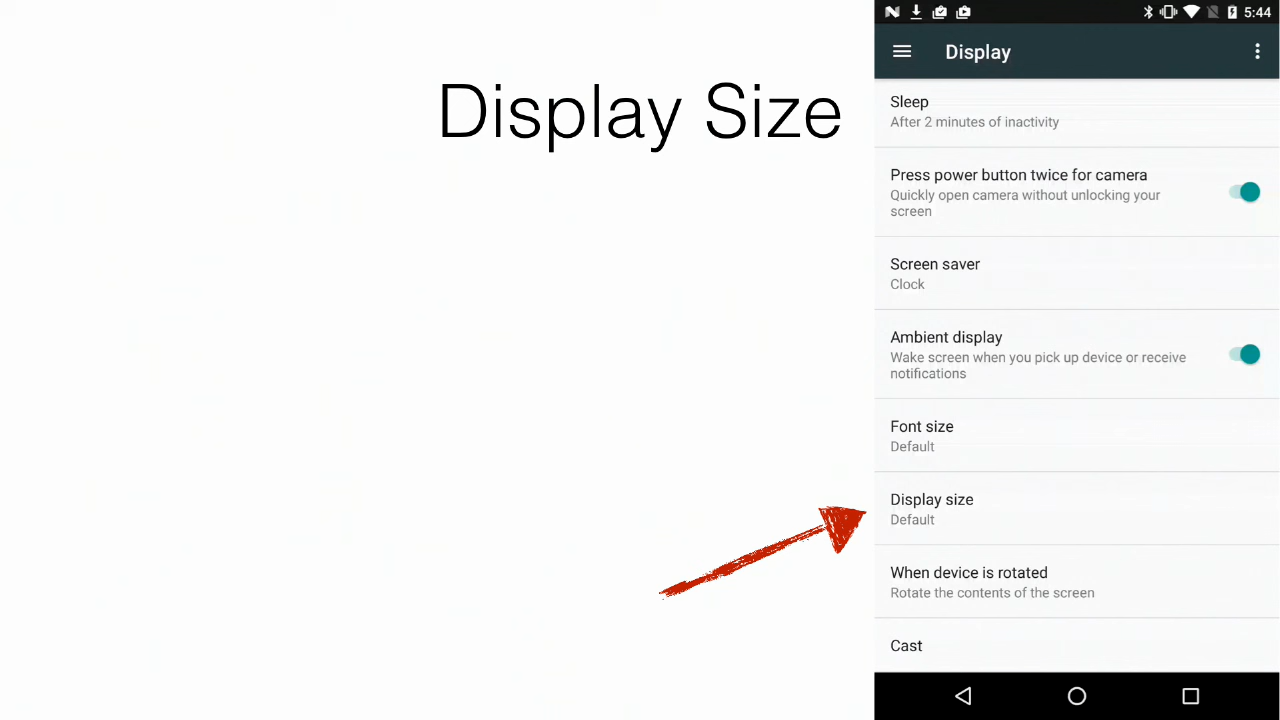 Display Size
5:44
Display
Sleep
After 2 minutes of inactivity
Press power button twice for camera
Quickly open camera without unlocking your
screen
Screen saver
Clock
Ambient display
Wake screen when you pick up device or receive
notifications
Font size
Default
Display size
Default
When device is rotated
Rotate the contents of the screen
Cast